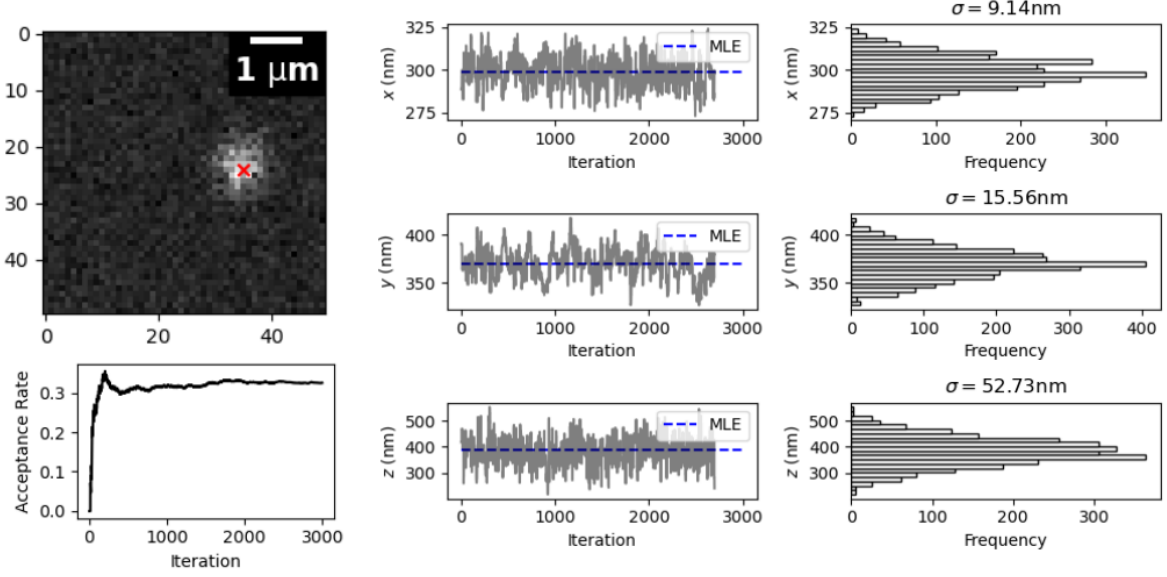 0
10
20
30
40
0
20
40
1 μm
Acceptance Rate
0.3
0.2
0.1
0.0
0
1000
2000
3000
Iteration
x (nm)
325
300
275
MLE
0
1000
2000
3000
Iteration
σ = 9.14nm
x (nm)
325
300
275
0
100
200
300
Frequency
y (nm)
400
350
MLE
0
1000
2000
3000
Iteration
σ = 15.56nm
y (nm)
400
350
0
100
200
300
400
Frequency
z (nm)
500
400
300
MLE
0
1000
2000
3000
Iteration
σ = 52.73nm
z (nm)
500
400
300
0
100
200
300
Frequency